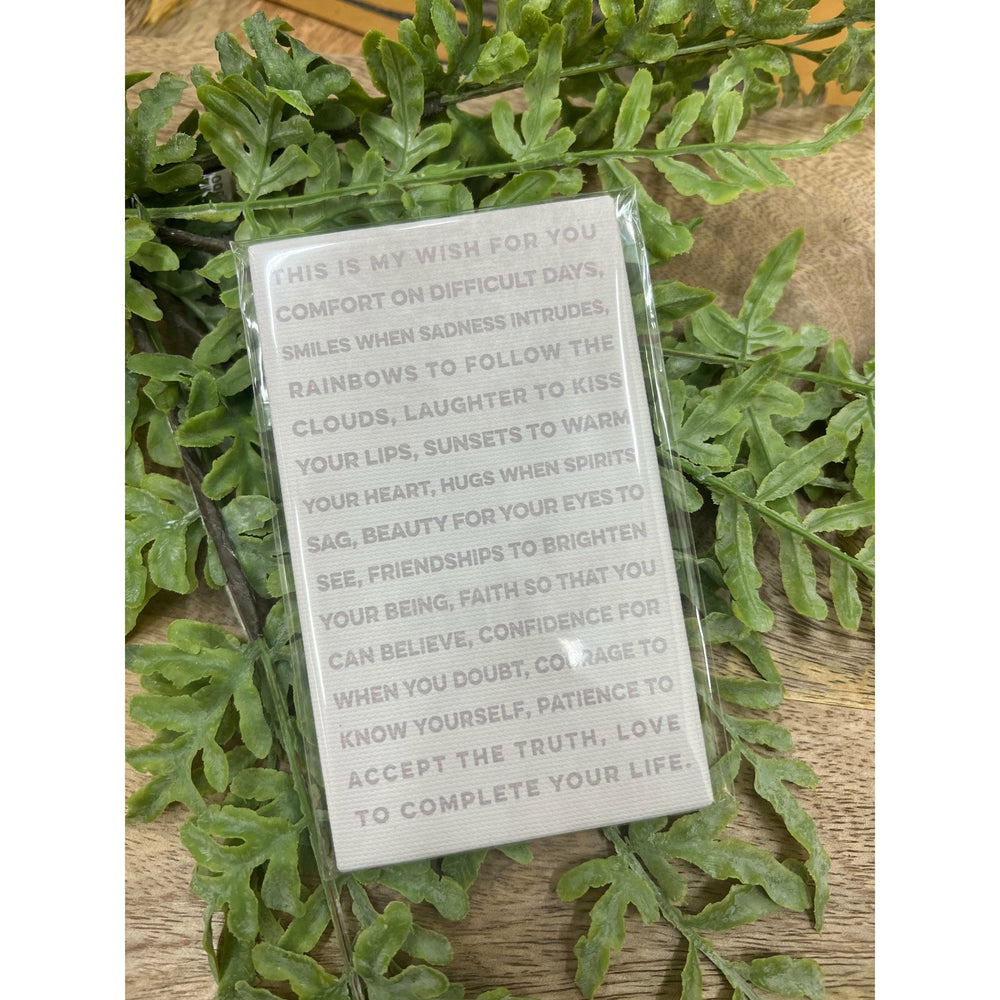 THIS IS MY WISH FOR YOU
COMFORT ON DIFFICULT DAYS,
SMILES WHEN SADNESS INTRUDES,
RAINBOWS TO FOLLOW THE
CLOUDS, LAUGHTER TO KISS
YOUR LIPS, SUNSETS TO WARM
YOUR HEART, HUGS WHEN SPIRITS
SAG, BEAUTY FOR YOUR EYES TO
SEE, FRIENDSHIPS TO BRIGHTEN
YOUR BEING, FAITH SO THAT YOU
CAN BELIEVE, CONFIDENCE FOR
WHEN YOU DOUBT, COURAGE TO
KNOW YOURSELF, PATIENCE TO
ACCEPT THE TRUTH, LOVE
TO COMPLETE YOUR LIFE.